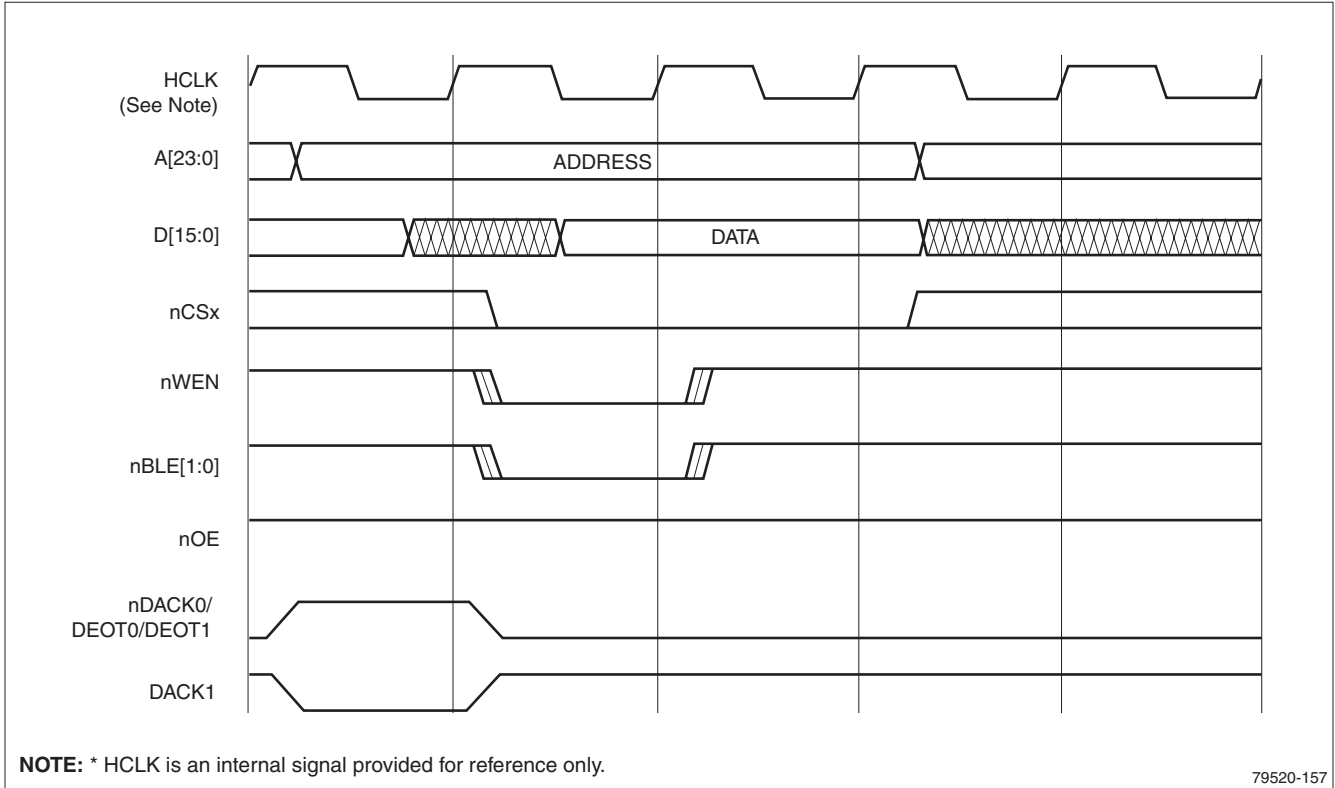 HCLK
(See Note)
A[23:0]
ADDRESS
D[15:0]
DATA
nCSx
nWEN
nBLE[1:0]
nOE
nDACK0/
DEOT0/DEOT1
DACK1
NOTE: * HCLK is an internal signal provided for reference only.
79520-157